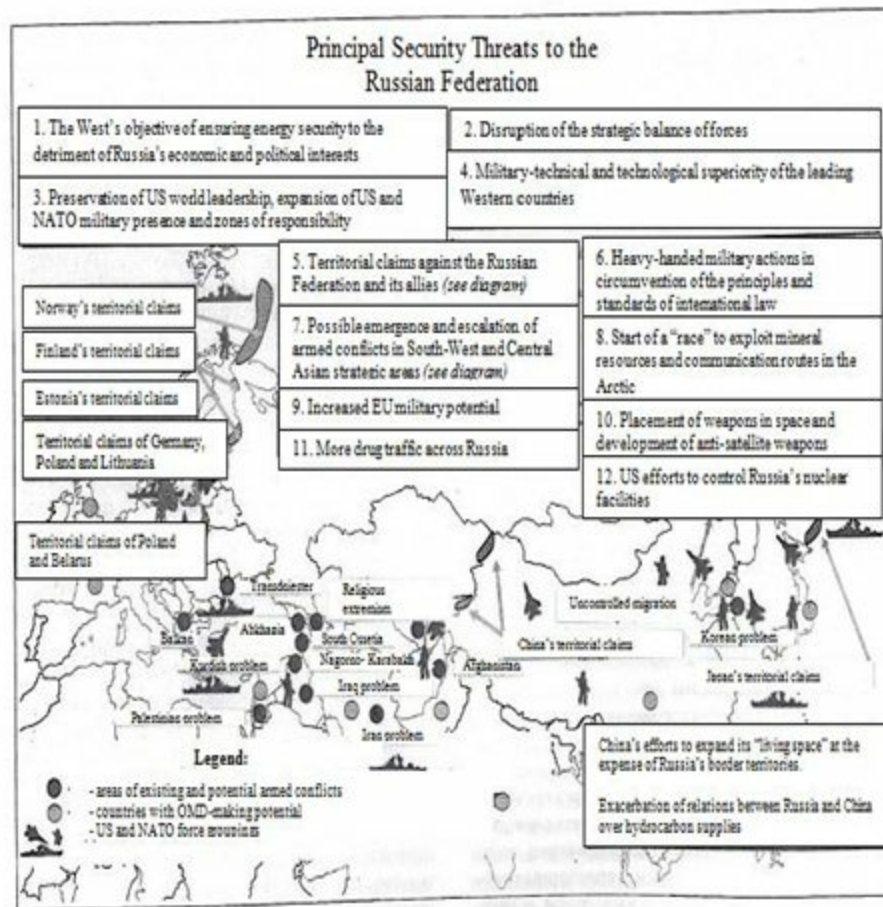 Principal Security Threats to the
Russian Federation
1. The West's objective of ensuring energy security to the
detriment of Russia's economic and political interests
2. Disruption of the strategic balance of forces
3. Preservation of US world leadership, expansion of US and
NATO military presence and zones of responsibility
4. Military-technical and technological superiority of the leading
Western countries
5. Territorial claims against the Russian
Federation and its allies (see diagram)
6. Heavy-handed military actions in
circumvention of the principles and
standards of international law
7. Possible emergence and escalation of
armed conflicts in South-West and Central
Asian strategic areas (see diagram)
8. Start of a "race" to exploit mineral
resources and communication routes in the
Arctic
9. Increased EU military potential
10. Placement of weapons in space and
development of anti-satellite weapons
11. More drug traffic across Russia
12. US efforts to control Russia's nuclear
facilities
Norway's territorial claims
Finland's territorial claims
Estonia's territorial claims
Territorial claims of Germany,
Poland and Lithuania
Territorial claims of Poland
and Belarus
Transdniester
Religious
extremism
Abkhazia
Balkan
South Ossetia
Kurdish problem
Nagorno- Karabakh
Afghanistan
Iraq problem
Palestinian problem
Iran problem
Uncontrolled migration
China's territorial claims
Korean problem
Japan's territorial claims
Legend:
- areas of existing and potential armed conflicts
- countries with OMD-making potential
- US and NATO force groupings
China's efforts to expand its "living space" at the
expense of Russia's border territories.
Exacerbation of relations between Russia and China
over hydrocarbon supplies